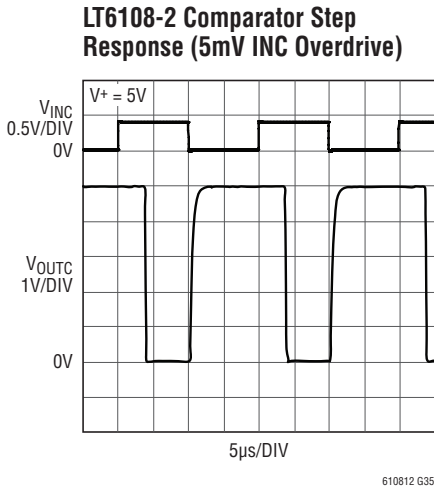 LT6108-2 Comparator Step
Response (5mV INC Overdrive)
V+ = 5V
VINC
0.5V/DIV
0V
VOUTC
1V/DIV
0V
5µs/DIV
610812 G35